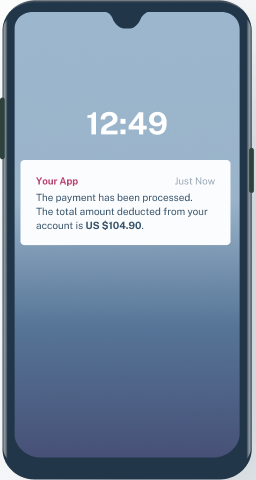 12:49
Your App Just Now
The payment has been processed.
The total amount deducted from your
account is US $104.90.